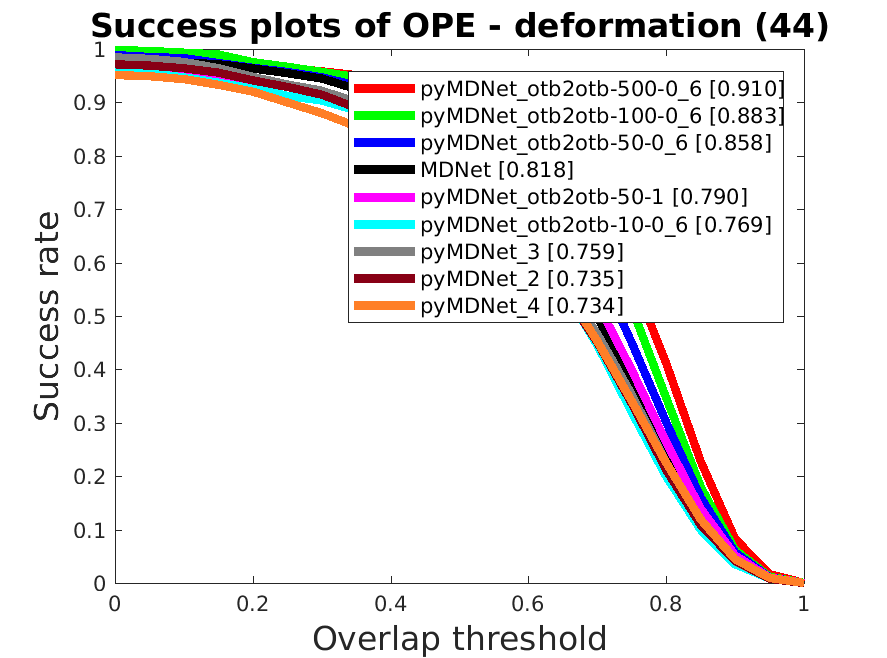 Success plots of OPE - deformation (44)
1
0.9
0.8
0.7
0.6
0.5
0.4
0.3
0.2
0.1
0
Success rate
pyMDNet_otb2otb-500-0_6 [0.910]
pyMDNet_otb2otb-100-0_6 [0.883]
pyMDNet_otb2otb-50-0_6 [0.858]
MDNet [0.818]
pyMDNet_otb2otb-50-1 [0.790]
pyMDNet_otb2otb-10-0_6 [0.769]
pyMDNet_3 [0.759]
pyMDNet_2 [0.735]
pyMDNet_4 [0.734]
0 0.2 0.4 0.6 0.8 1
Overlap threshold